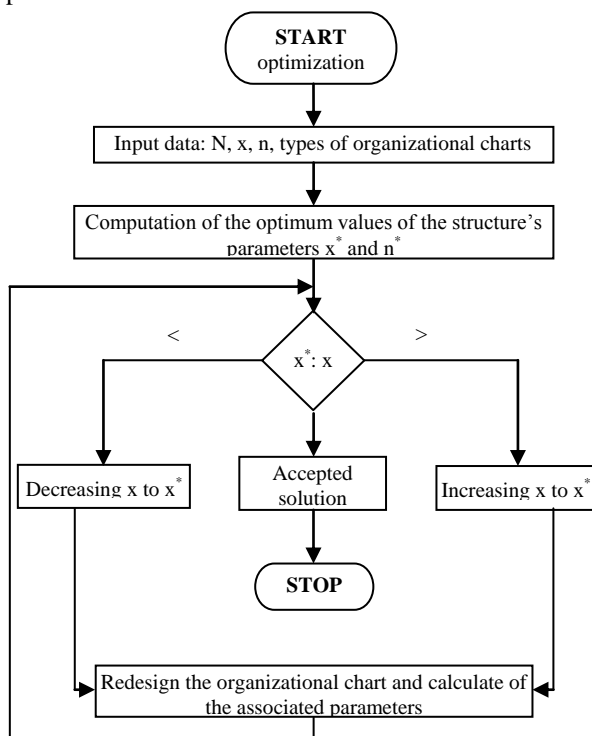 START
optimization
Input data: N, x, n, types of organizational charts
Computation of the optimum values of the structure's
parameters x* and n*
<
>
x*: x
Decreasing x to x*
Accepted
solution
Increasing x to x*
STOP
Redesign the organizational chart and calculate of
the associated parameters